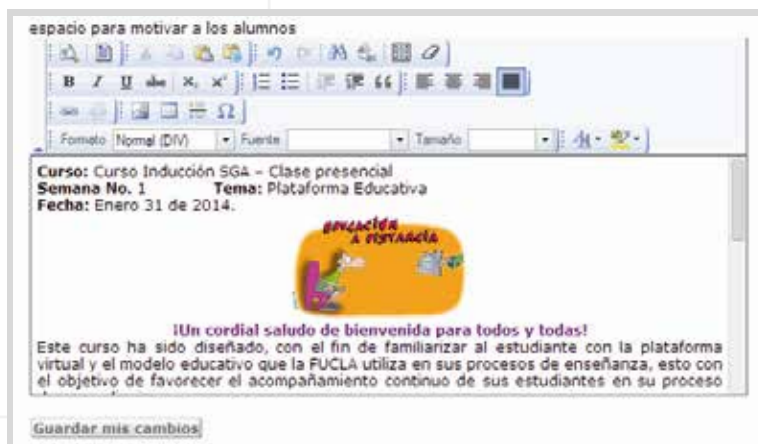 espacio para motivar a los alumnos
B I U abc x₂ x²
Ω
Formato Normal (DIV) Fuente Tamaño
Curso: Curso Inducción SGA – Clase presencial
Semana No. 1 Tema: Plataforma Educativa
Fecha: Enero 31 de 2014.
EDUCACIÓN
A DISTANCIA
¡Un cordial saludo de bienvenida para todos y todas!
Este curso ha sido diseñado, con el fin de familiarizar al estudiante con la plataforma
virtual y el modelo educativo que la FUCLA utiliza en sus procesos de enseñanza, esto con
el objetivo de favorecer el acompañamiento continuo de sus estudiantes en su proceso
Guardar mis cambios